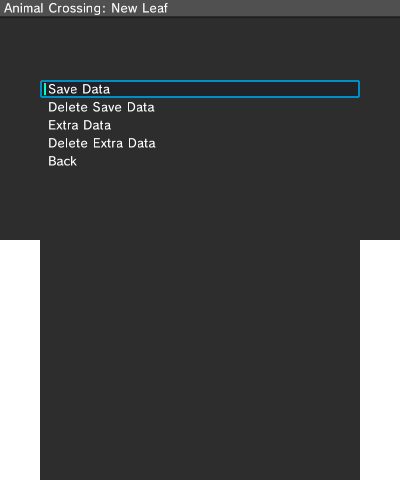 Animal Crossing: New Leaf
Save Data
Delete Save Data
Extra Data
Delete Extra Data
Back